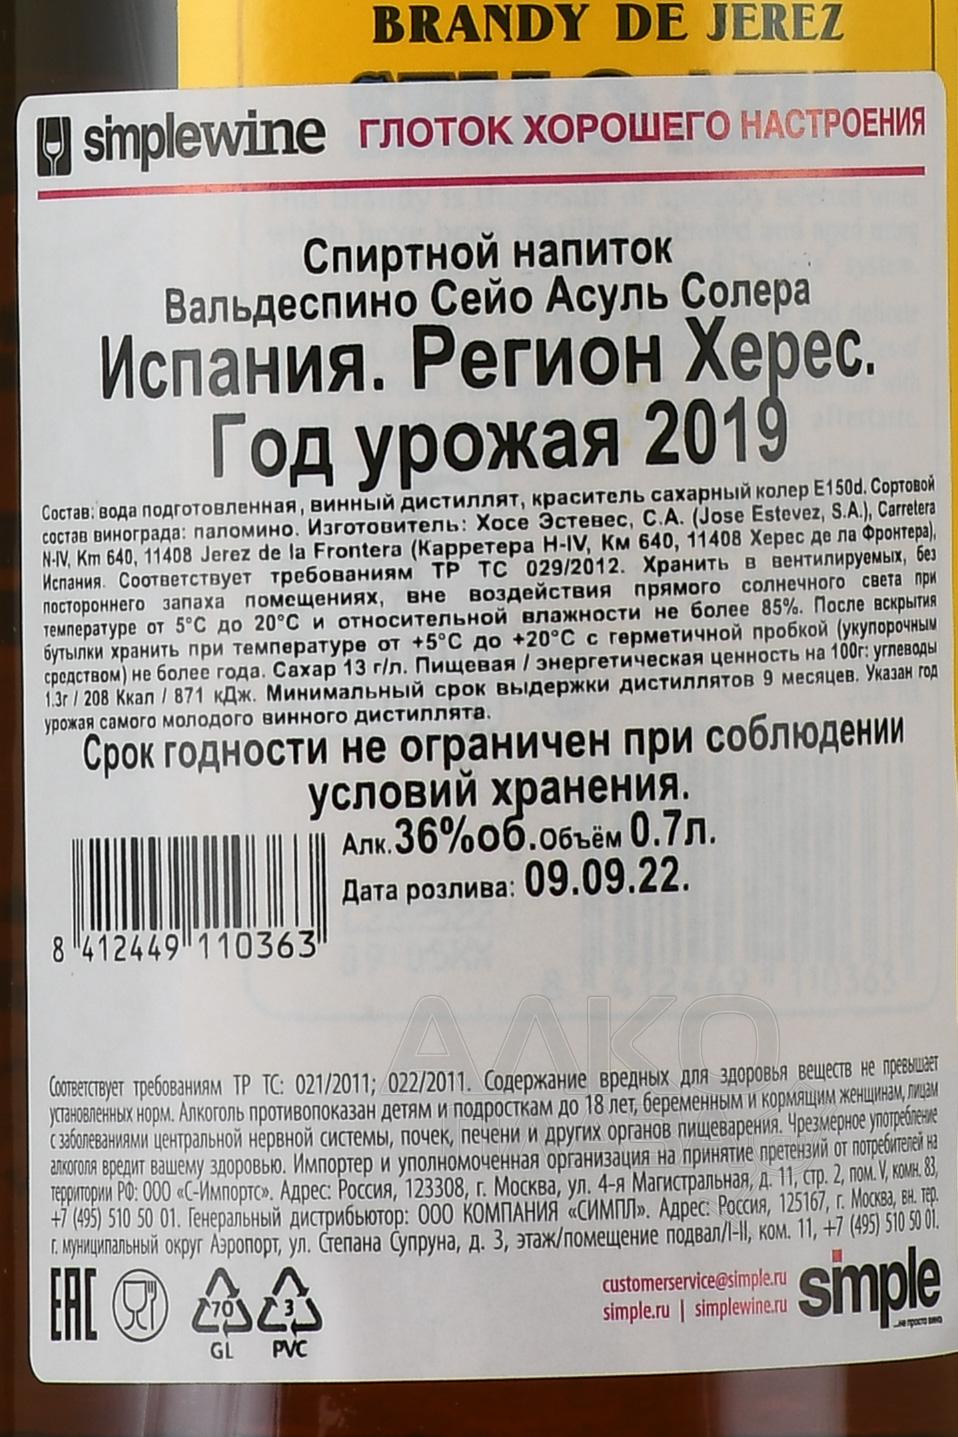 BRANDY DE JEREZ
simplewine ГЛОТОК ХОРОШЕГО НАСТРОЕНИЯ
Спиртной напиток
Вальдеспино Сейо Асуль Солера
Испания. Регион Херес.
Год урожая 2019
Состав: вода подготовленная, винный дистиллят, краситель сахарный колер Е150d. Сортовой
состав винограда: паломино. Изготовитель: Хосе Эстевес, С.А. (Jose Estevez, S.A.), Carretera
N-IV, Km 640, 11408 Jerez de la Frontera (Карретера Н-IV, Км 640, 11408 Херес де ла Фронтера),
Испания. Соответствует требованиям ТР ТС 029/2012. Хранить в вентилируемых, без
постороннего запаха помещениях, вне воздействия прямого солнечного света при
температуре от 5°С до 20°С и относительной влажности не более 85%. После вскрытия
бутылки хранить при температуре от +5°С до +20°С с герметичной пробкой (укупорочным
средством) не более года. Сахар 13 г/л. Пищевая / энергетическая ценность на 100г: углеводы
1.3г / 208 Ккал / 871 кДж. Минимальный срок выдержки дистиллятов 9 месяцев. Указан год
урожая самого молодого винного дистиллята.
Срок годности не ограничен при соблюдении
условий хранения.
Алк. 36%об. Объём 0.7л.
Дата розлива: 09.09.22.
8 412449 110363
АЛКО
Соответствует требованиям ТР ТС: 021/2011; 022/2011. Содержание вредных для здоровья веществ не превышает
установленных норм. Алкоголь противопоказан детям и подросткам до 18 лет, беременным и кормящим женщинам, лицам
с заболеваниями центральной нервной системы, почек, печени и других органов пищеварения. Чрезмерное употребление
алкоголя вредит вашему здоровью. Импортер и уполномоченная организация на принятие претензий от потребителей на
территории РФ: ООО «С-Импортс». Адрес: Россия, 123308, г. Москва, ул. 4-я Магистральная, д. 11, стр. 2, пом. V, комн. 83,
+7 (495) 510 50 01. Генеральный дистрибьютор: ООО КОМПАНИЯ «СИМПЛ». Адрес: Россия, 125167, г. Москва, вн. тер.
г. муниципальный округ Аэропорт, ул. Степана Супруна, д. 3, этаж/помещение подвал/I-II, ком. 11, +7 (495) 510 50 01.
EAC
70
GL
3
PVC
customerservice@simple.ru
simple.ru | simplewine.ru
simple
...не просто вино